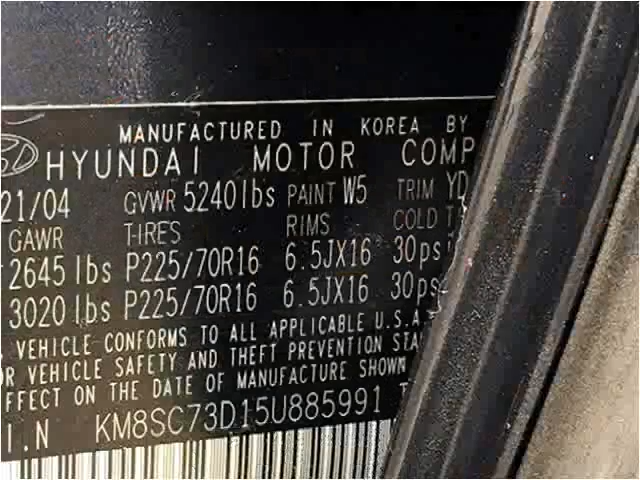 MANUFACTURED IN KOREA BY
HYUNDAI MOTOR COMP
21/04 GVWR 5240lbs PAINT W5 TRIM YD
GAWR TIRES RIMS COLD
2645 lbs P225/70R16 6.5JX16 30ps
3020 lbs P225/70R16 6.5JX16 30ps
VEHICLE CONFORMS TO ALL APPLICABLE U.S.A
OR VEHICLE SAFETY AND THEFT PREVENTION STA
EFFECT ON THE DATE OF MANUFACTURE SHOWN
I.N KM8SC73D15U885991 T